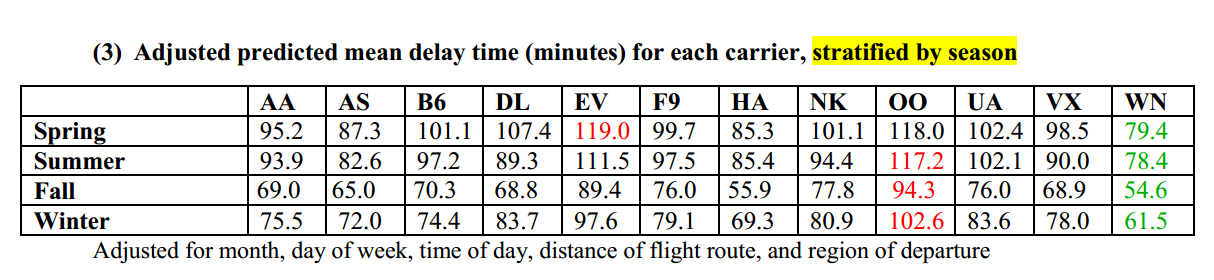 (3) Adjusted predicted mean delay time (minutes) for each carrier, stratified by season
AA AS B6 DL EV F9 HA NK OO UA VX WN
Spring 95.2 87.3 101.1 107.4 119.0 99.7 85.3 101.1 118.0 102.4 98.5 79.4
Summer 93.9 82.6 97.2 89.3 111.5 97.5 85.4 94.4 117.2 102.1 90.0 78.4
Fall 69.0 65.0 70.3 68.8 89.4 76.0 55.9 77.8 94.3 76.0 68.9 54.6
Winter 75.5 72.0 74.4 83.7 97.6 79.1 69.3 80.9 102.6 83.6 78.0 61.5
Adjusted for month, day of week, time of day, distance of flight route, and region of departure